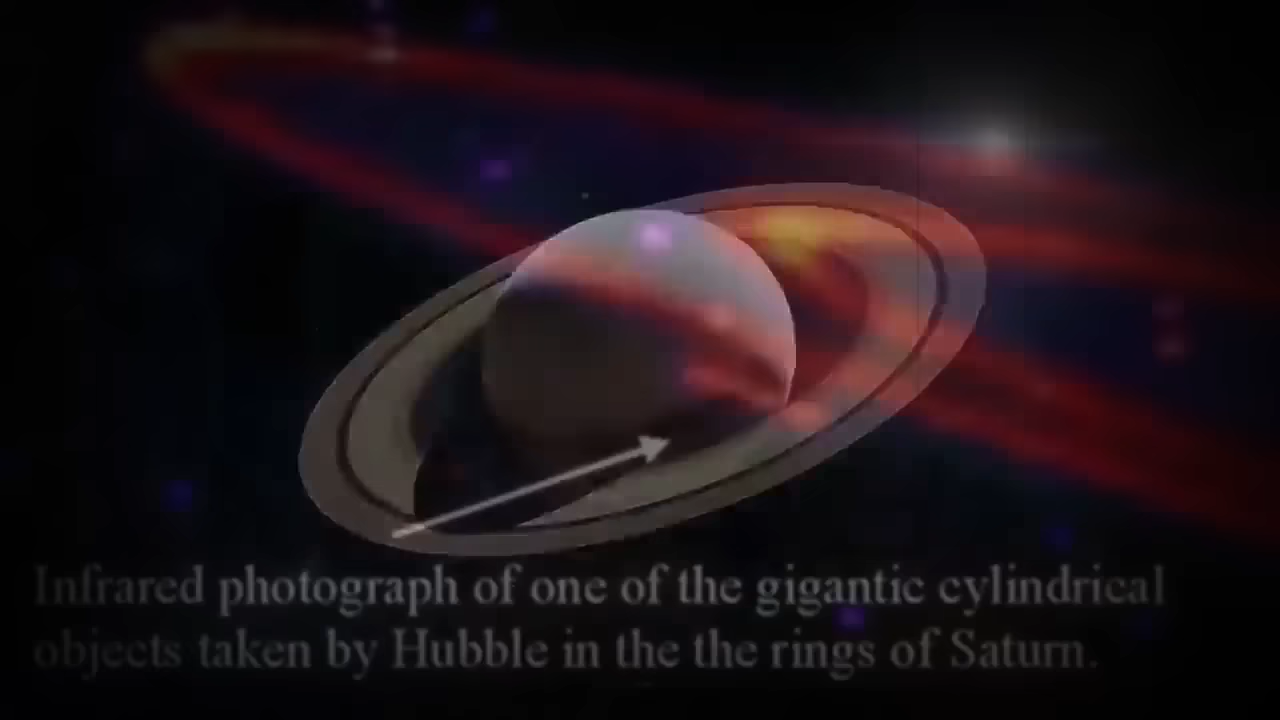 Infrared photograph of one of the gigantic cylindrical
objects taken by Hubble in the the rings of Saturn.